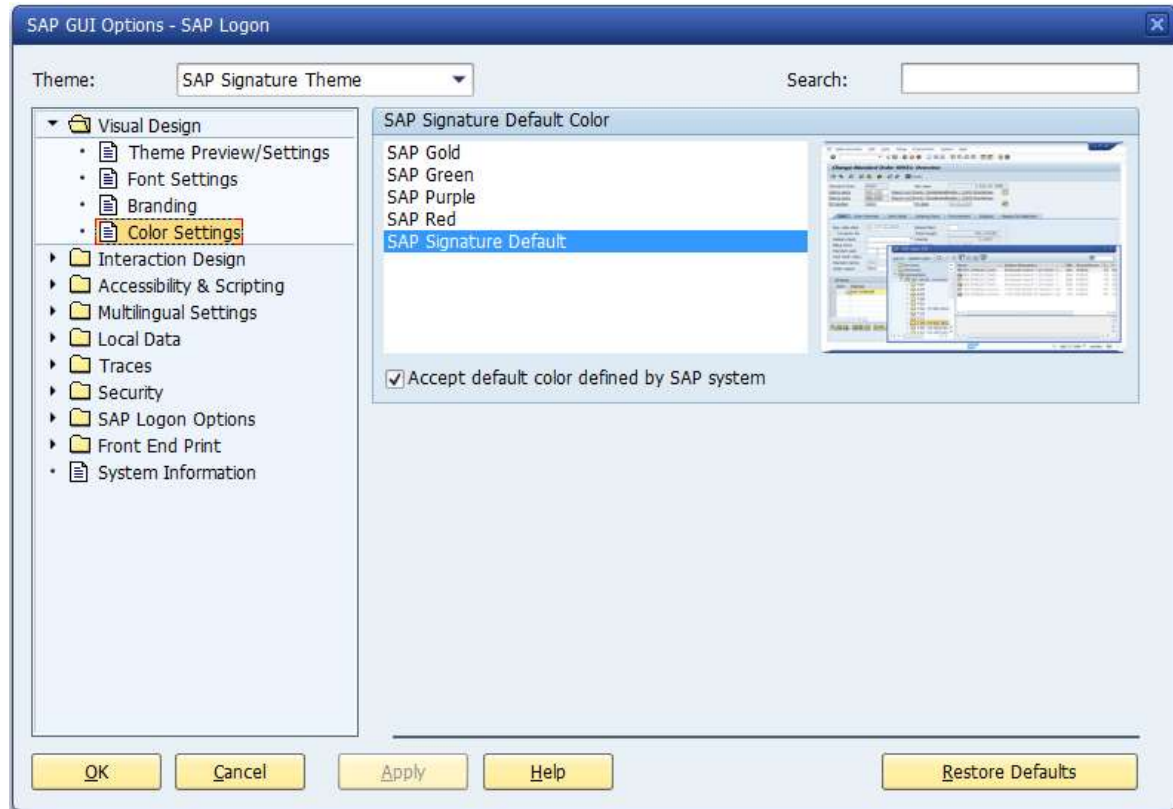 SAP GUI Options - SAP Logon
Theme:
SAP Signature Theme
Search:
Visual Design
Theme Preview/Settings
Font Settings
Branding
Color Settings
Interaction Design
Accessibility & Scripting
Multilingual Settings
Local Data
Traces
Security
SAP Logon Options
Front End Print
System Information
SAP Signature Default Color
SAP Gold
SAP Green
SAP Purple
SAP Red
SAP Signature Default
Accept default color defined by SAP system
OK
Cancel
Apply
Help
Restore Defaults